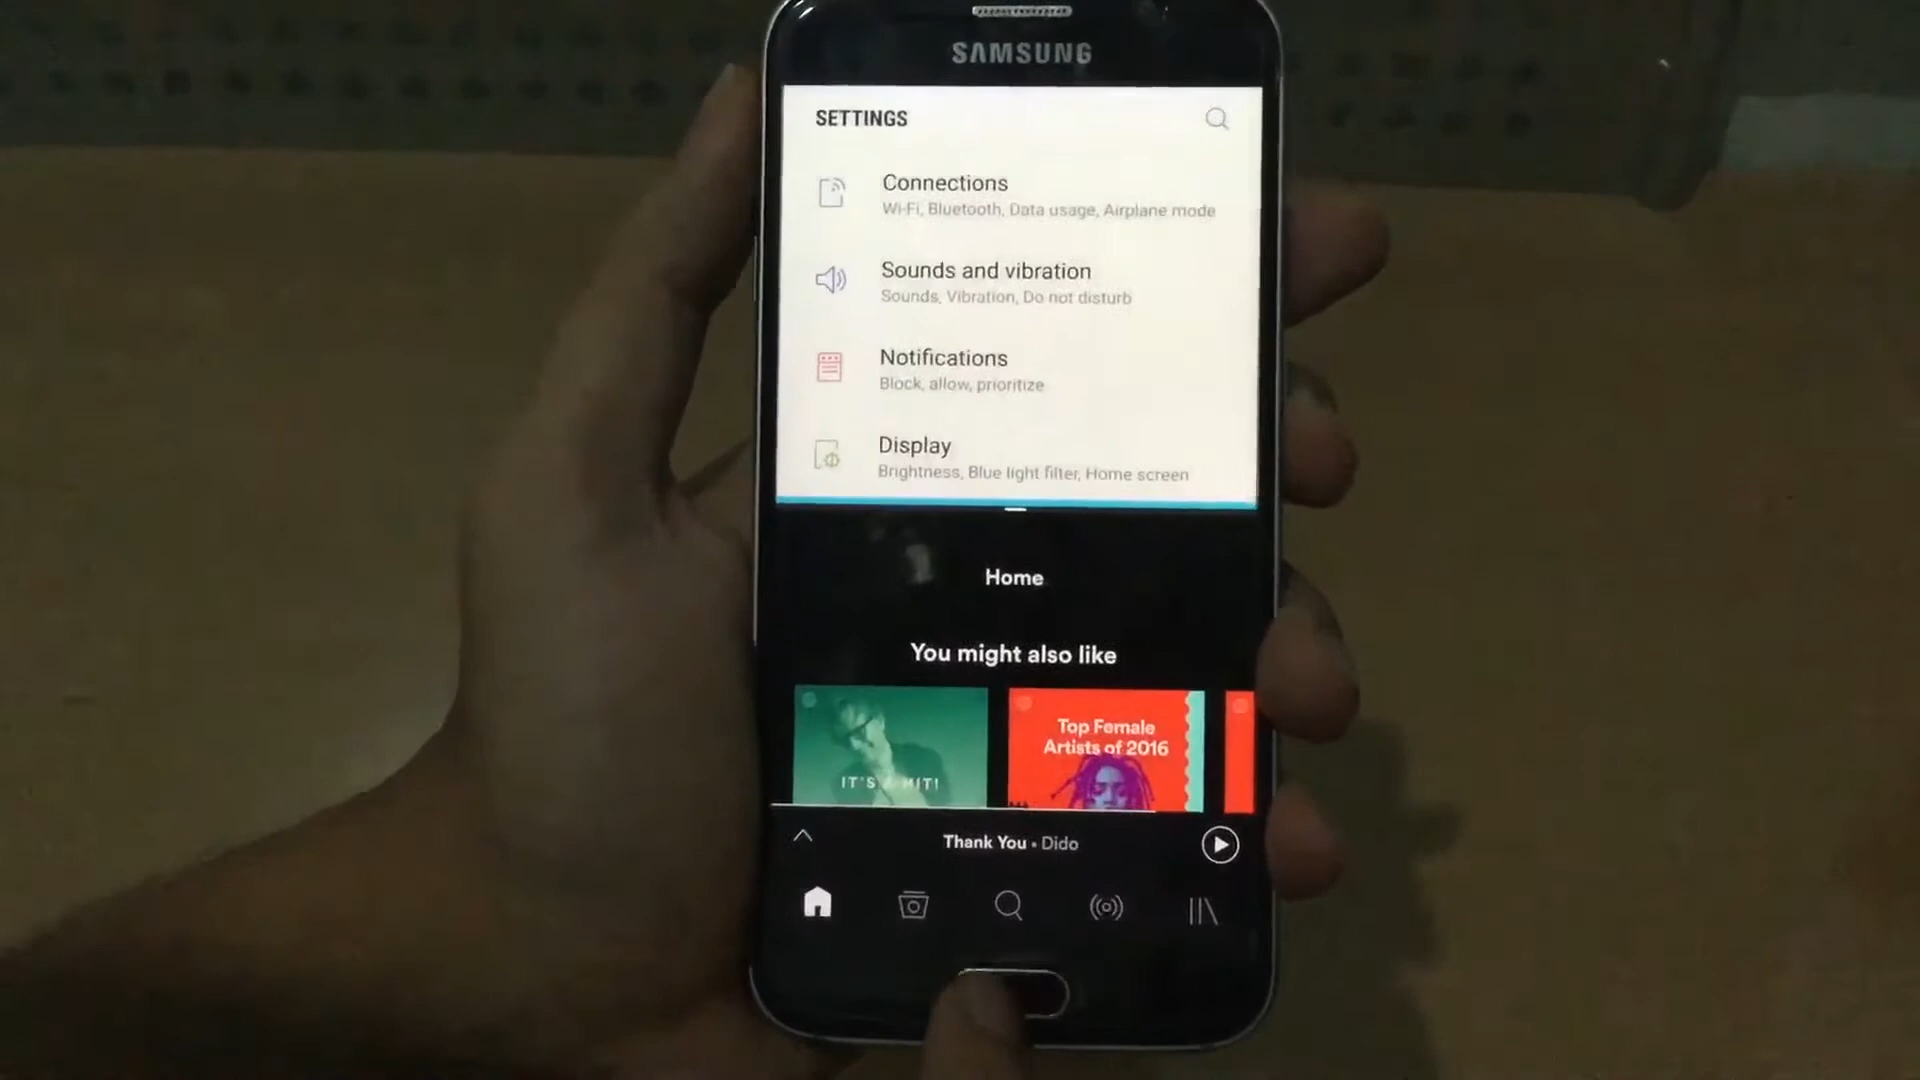 SAMSUNG
SETTINGS
Connections
Wi-Fi, Bluetooth, Data usage, Airplane mode
Sounds and vibration
Sounds, Vibration, Do not disturb
Notifications
Block, allow, prioritize
Display
Brightness, Blue light filter, Home screen
Home
You might also like
IT'S A HIT!
Top Female
Artists of 2016
Thank You • Dido